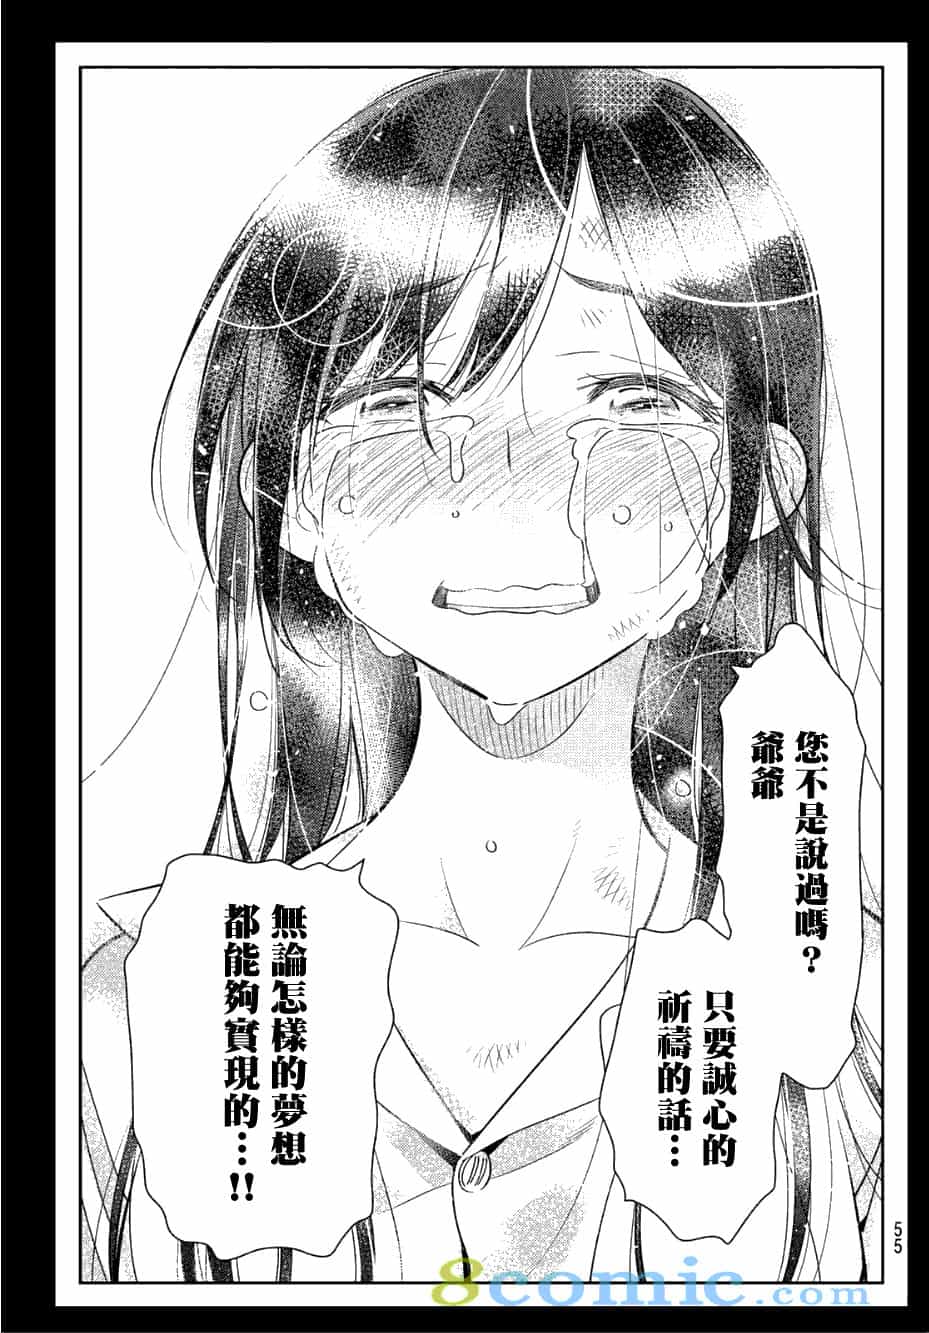 您不是說過嗎？
爺爺
只要誠心的
祈禱的話…
無論怎樣的夢想
都能夠實現的…!!
55
8comic.com